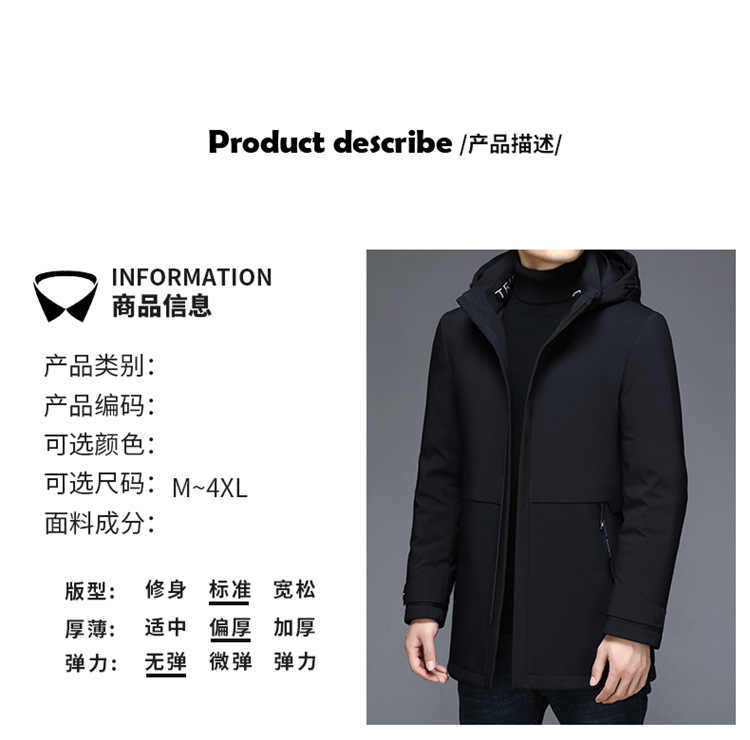 Product describe /产品描述/
INFORMATION
商品信息
产品类别：
产品编码：
可选颜色：
可选尺码：M~4XL
面料成分：
版型： 修身 标准 宽松
厚薄： 适中 偏厚 加厚
弹力： 无弹 微弹 弹力